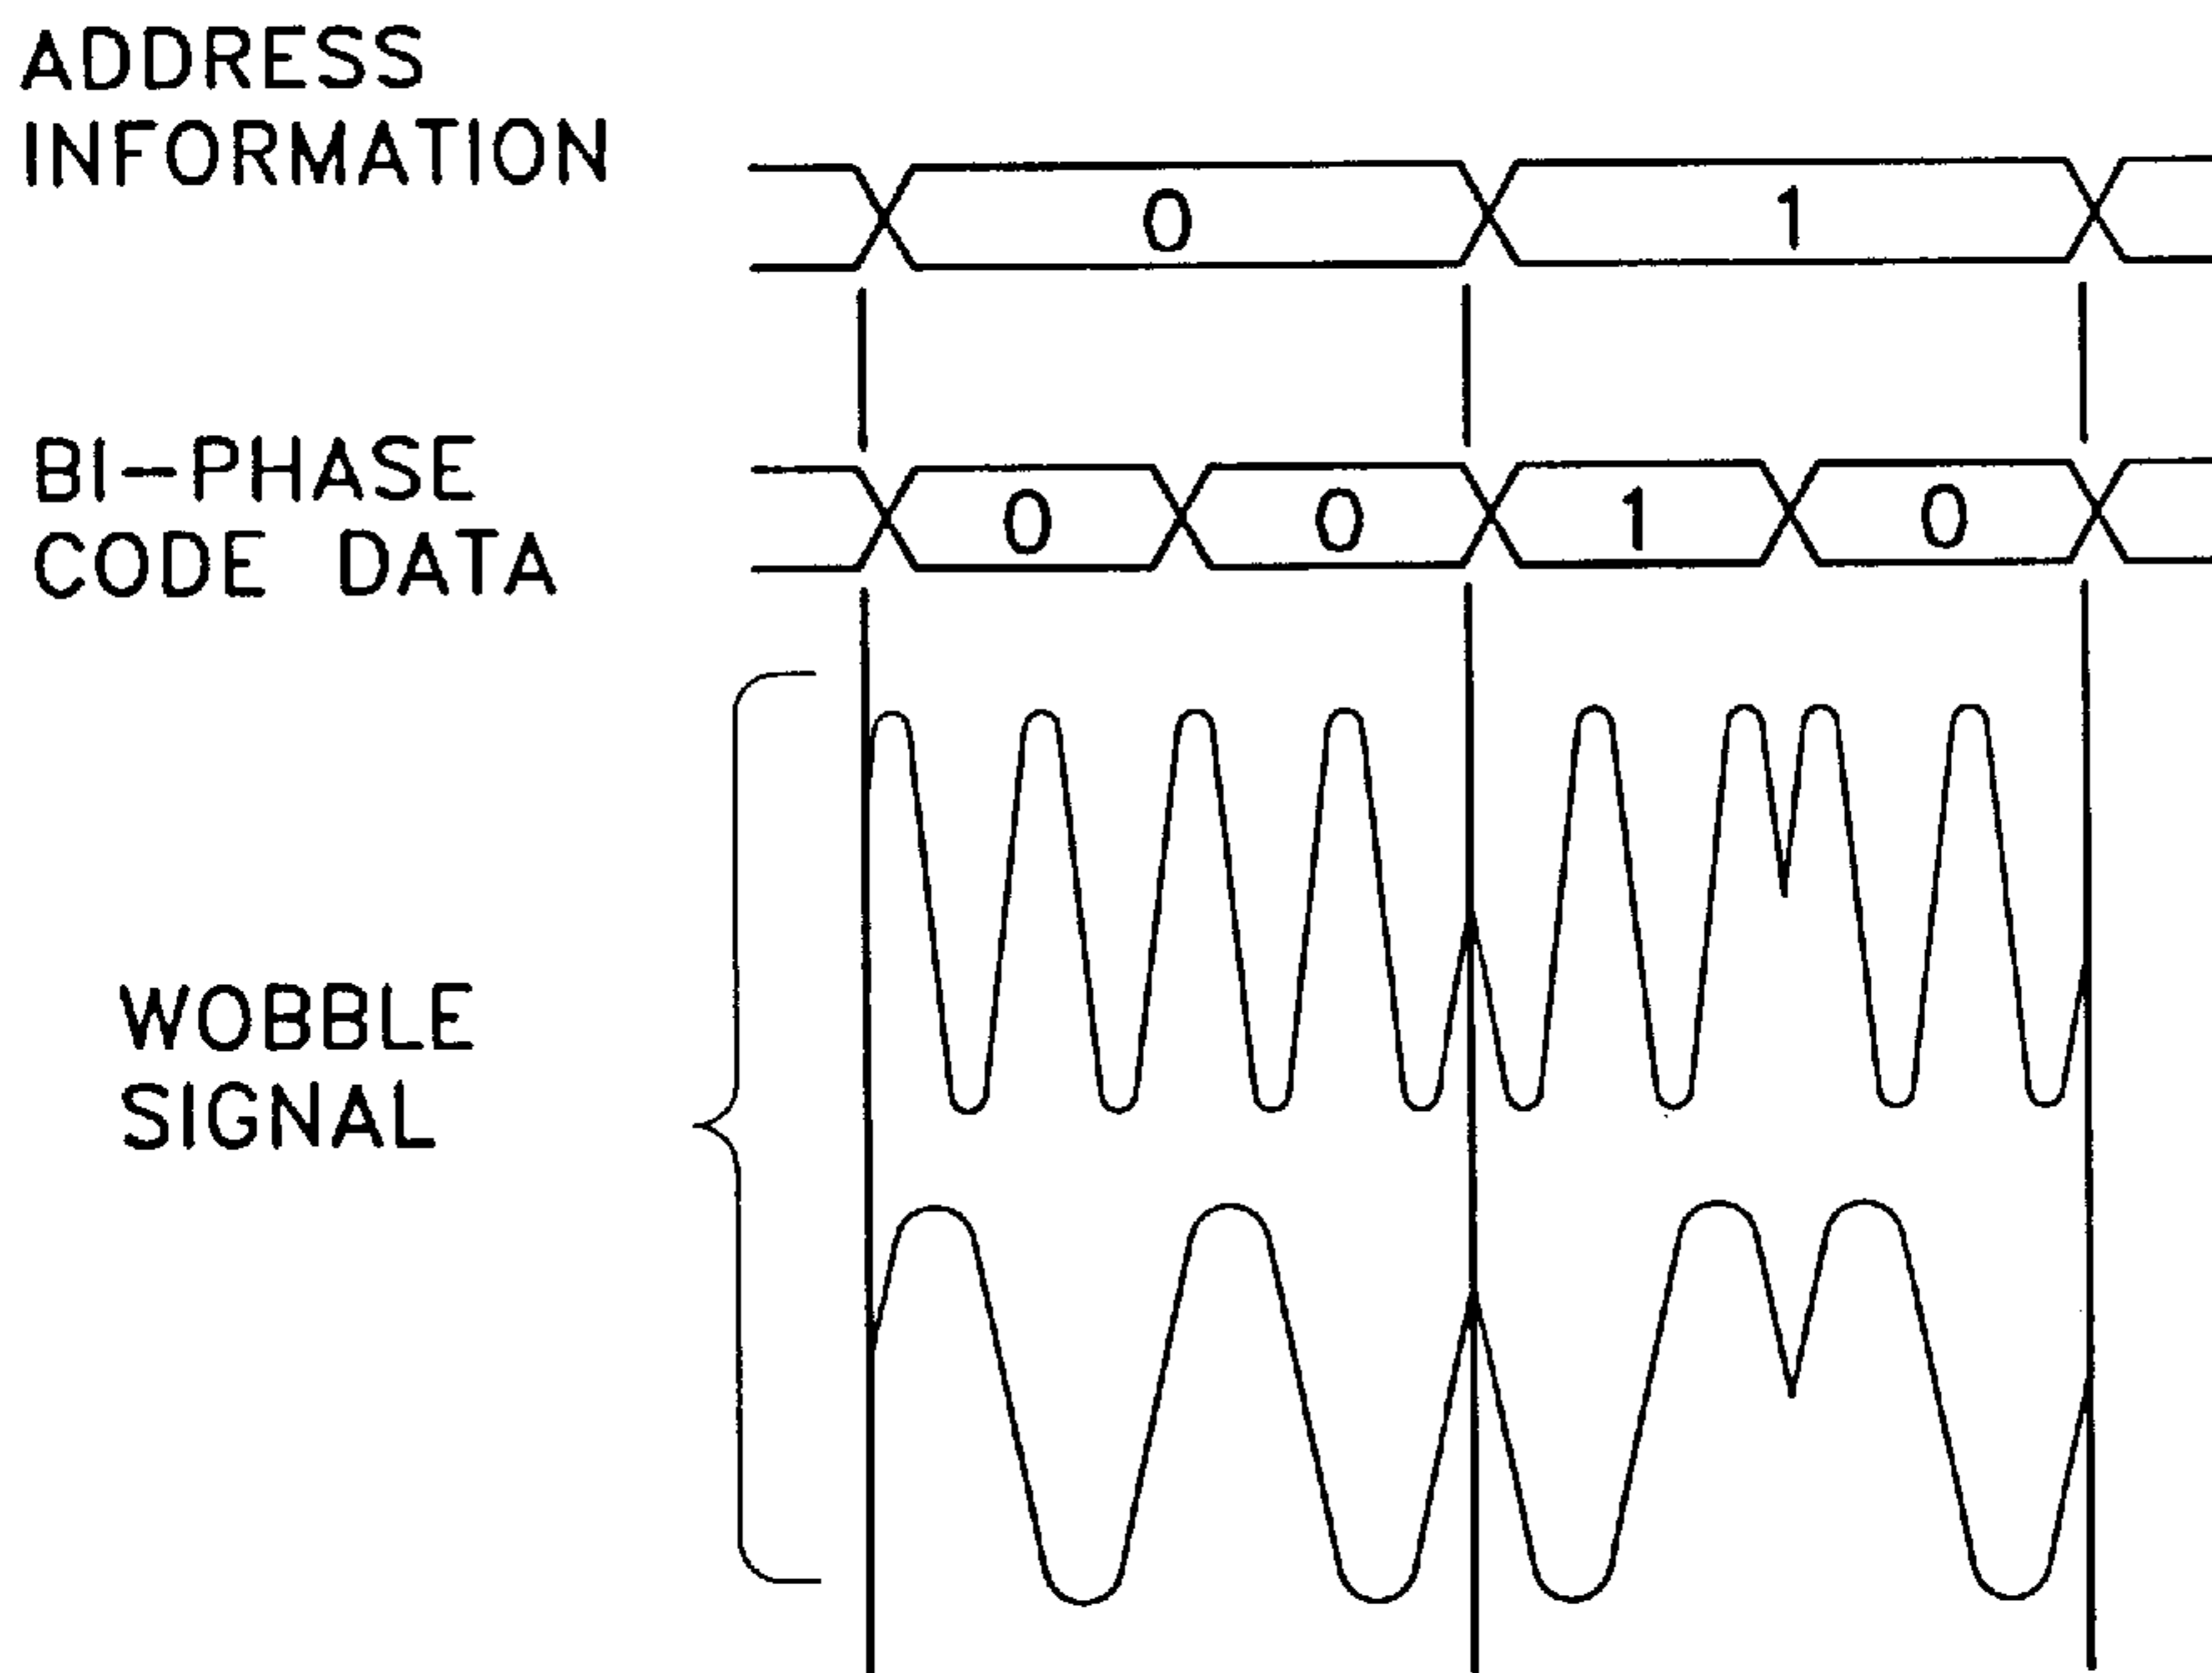 ADDRESS
INFORMATION
0 1
BI-PHASE
CODE DATA
0 0 1 0
WOBBLE
SIGNAL